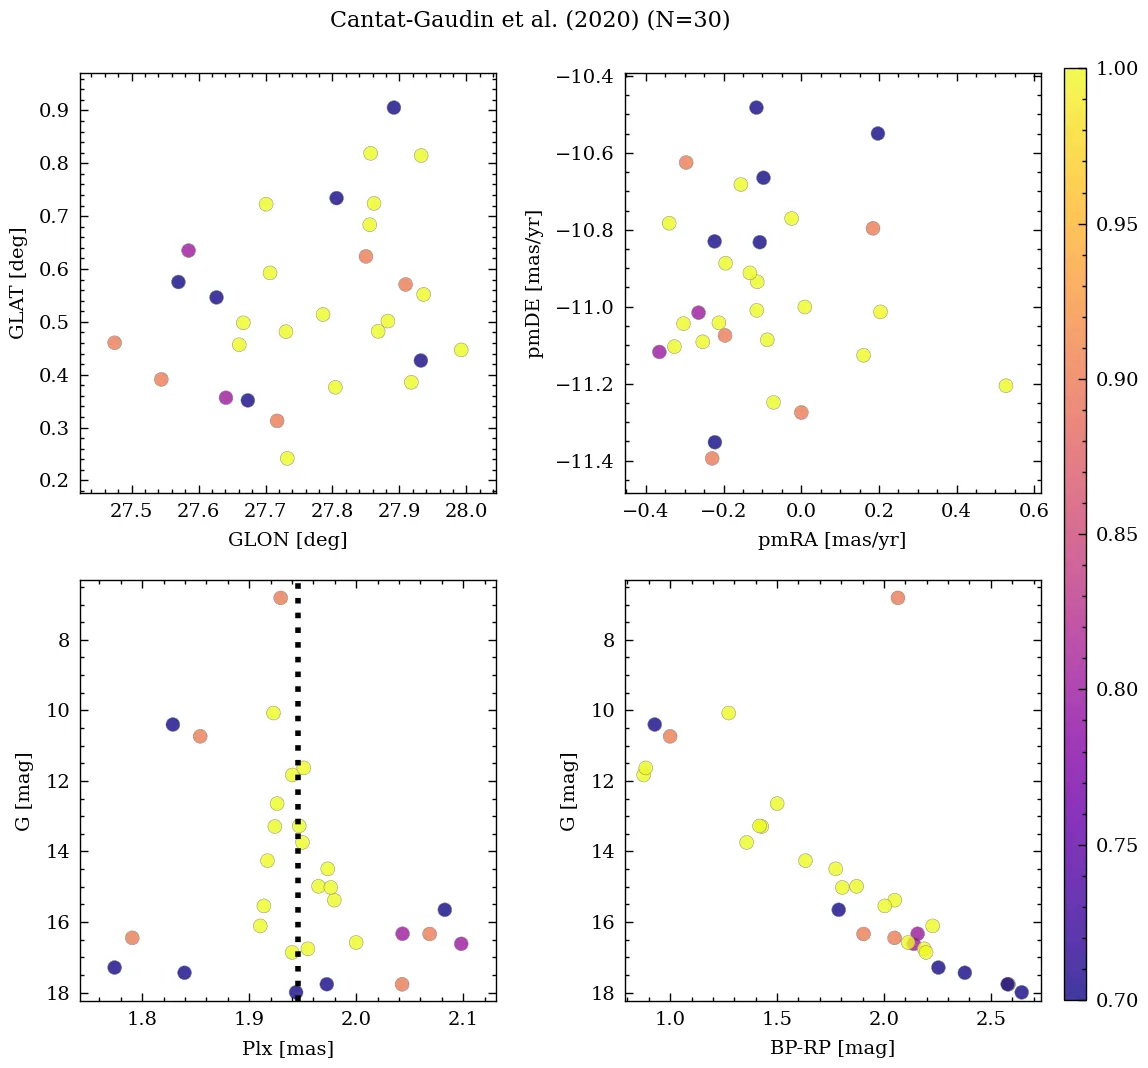 Cantat-Gaudin et al. (2020) (N=30)
GLAT [deg]
0.9
0.8
0.7
0.6
0.5
0.4
0.3
0.2
27.5 27.6 27.7 27.8 27.9 28.0
GLON [deg]
pmDE [mas/yr]
−10.4
−10.6
−10.8
−11.0
−11.2
−11.4
−0.4 −0.2 0.0 0.2 0.4 0.6
pmRA [mas/yr]
G [mag]
8
10
12
14
16
18
1.8 1.9 2.0 2.1
Plx [mas]
G [mag]
8
10
12
14
16
18
1.0 1.5 2.0 2.5
BP-RP [mag]
1.00
0.95
0.90
0.85
0.80
0.75
0.70